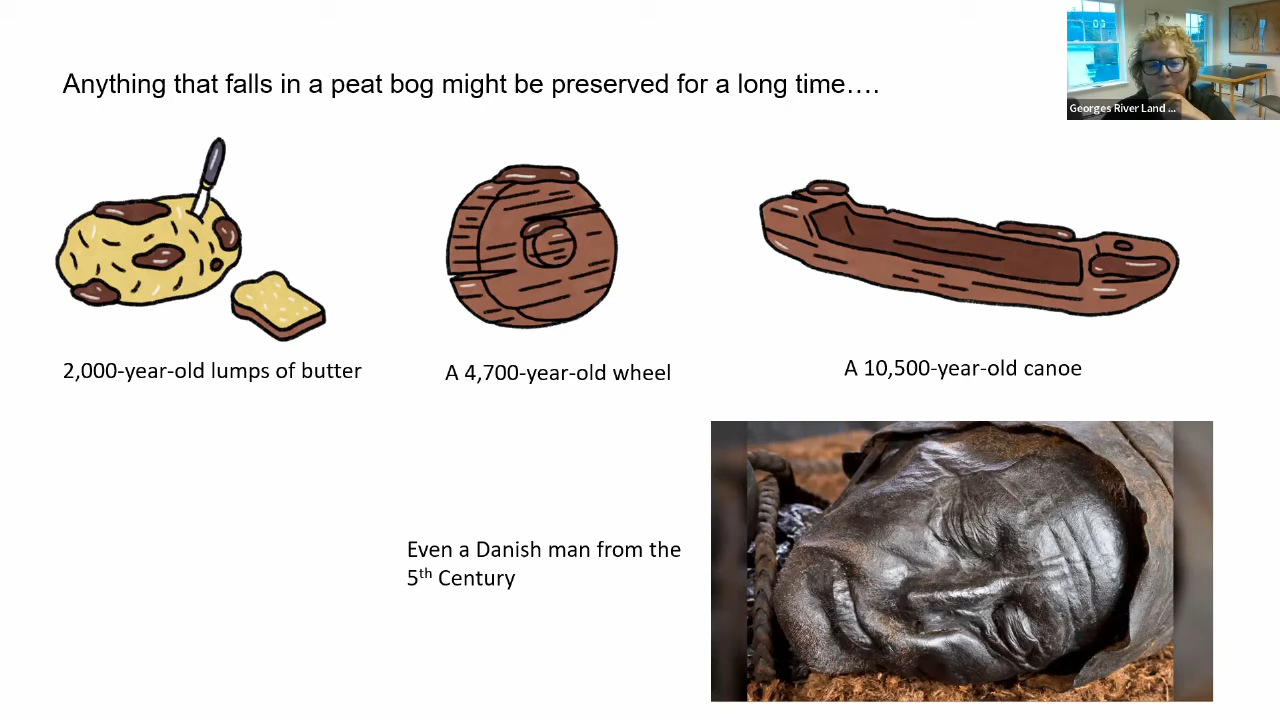 Anything that falls in a peat bog might be preserved for a long time….
Georges River Land ...
2,000-year-old lumps of butter
A 4,700-year-old wheel
A 10,500-year-old canoe
Even a Danish man from the
5th Century